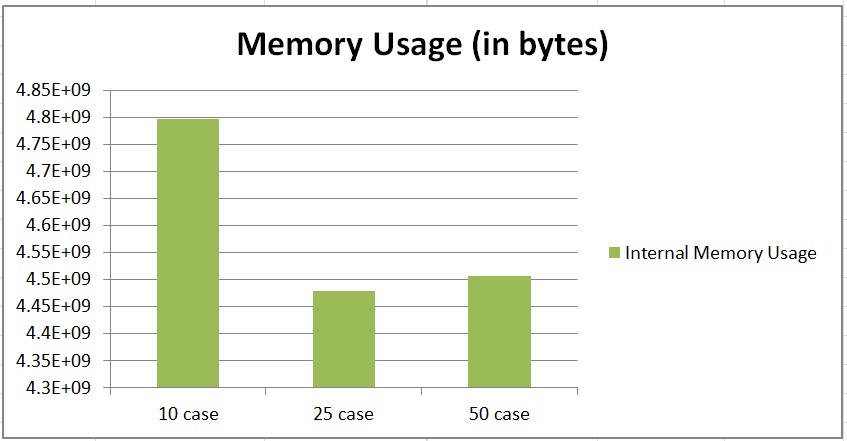 Memory Usage (in bytes)
4.85E+09
4.8E+09
4.75E+09
4.7E+09
4.65E+09
4.6E+09
4.55E+09
4.5E+09
4.45E+09
4.4E+09
4.35E+09
4.3E+09
Internal Memory Usage
10 case
25 case
50 case